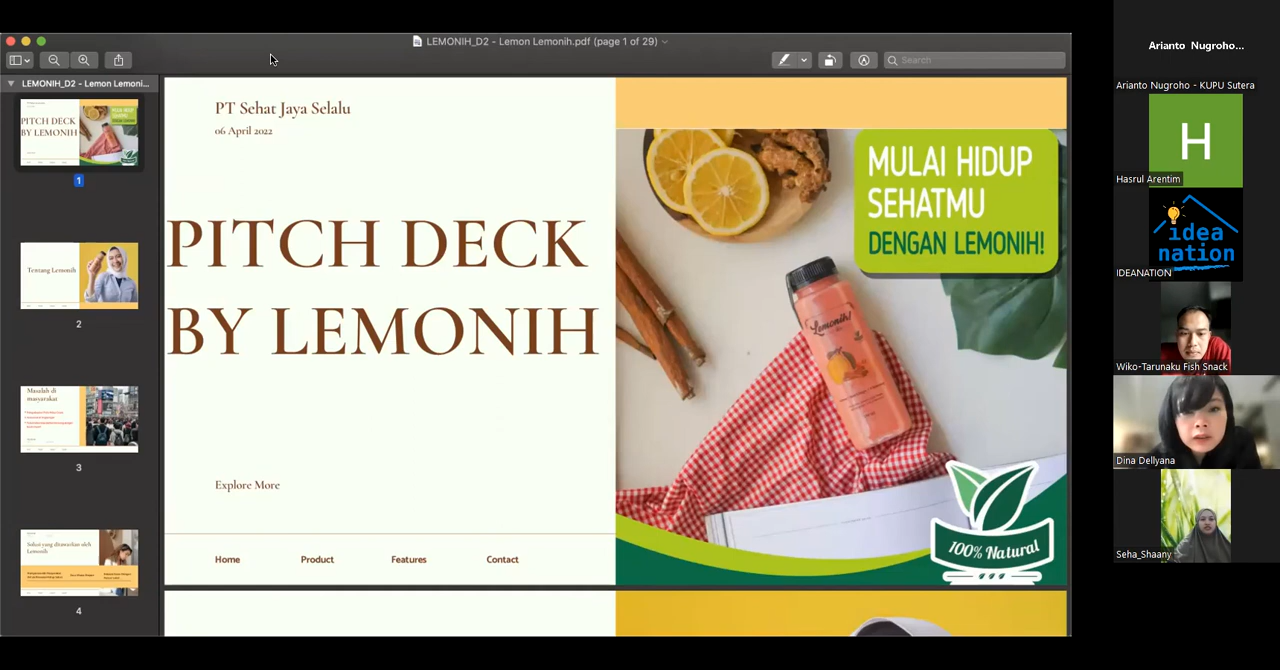 LEMONIH_D2 - Lemon Lemonih.pdf (page 1 of 29)
Search
LEMONIH_D2 - Lemon Lemoni...
PITCH DECK
BY LEMONIH
1
Tentang Lemonih
2
Masalah di
masyarakat
3
Solusi yang ditawarkan oleh
Lemonih
4
PT Sehat Jaya Selalu
06 April 2022
PITCH DECK
BY LEMONIH
Explore More
Home
Product
Features
Contact
MULAI HIDUP
SEHATMU
DENGAN LEMONIH!
Lemonih!
100% Natural
Arianto Nugroho...
Arianto Nugroho - KUPU Sutera
H
Hasrul Arentim
idea
nation
IDEANATION
Wiko-Tarunaku Fish Snack
Dina Dellyana
Seha_Shaany